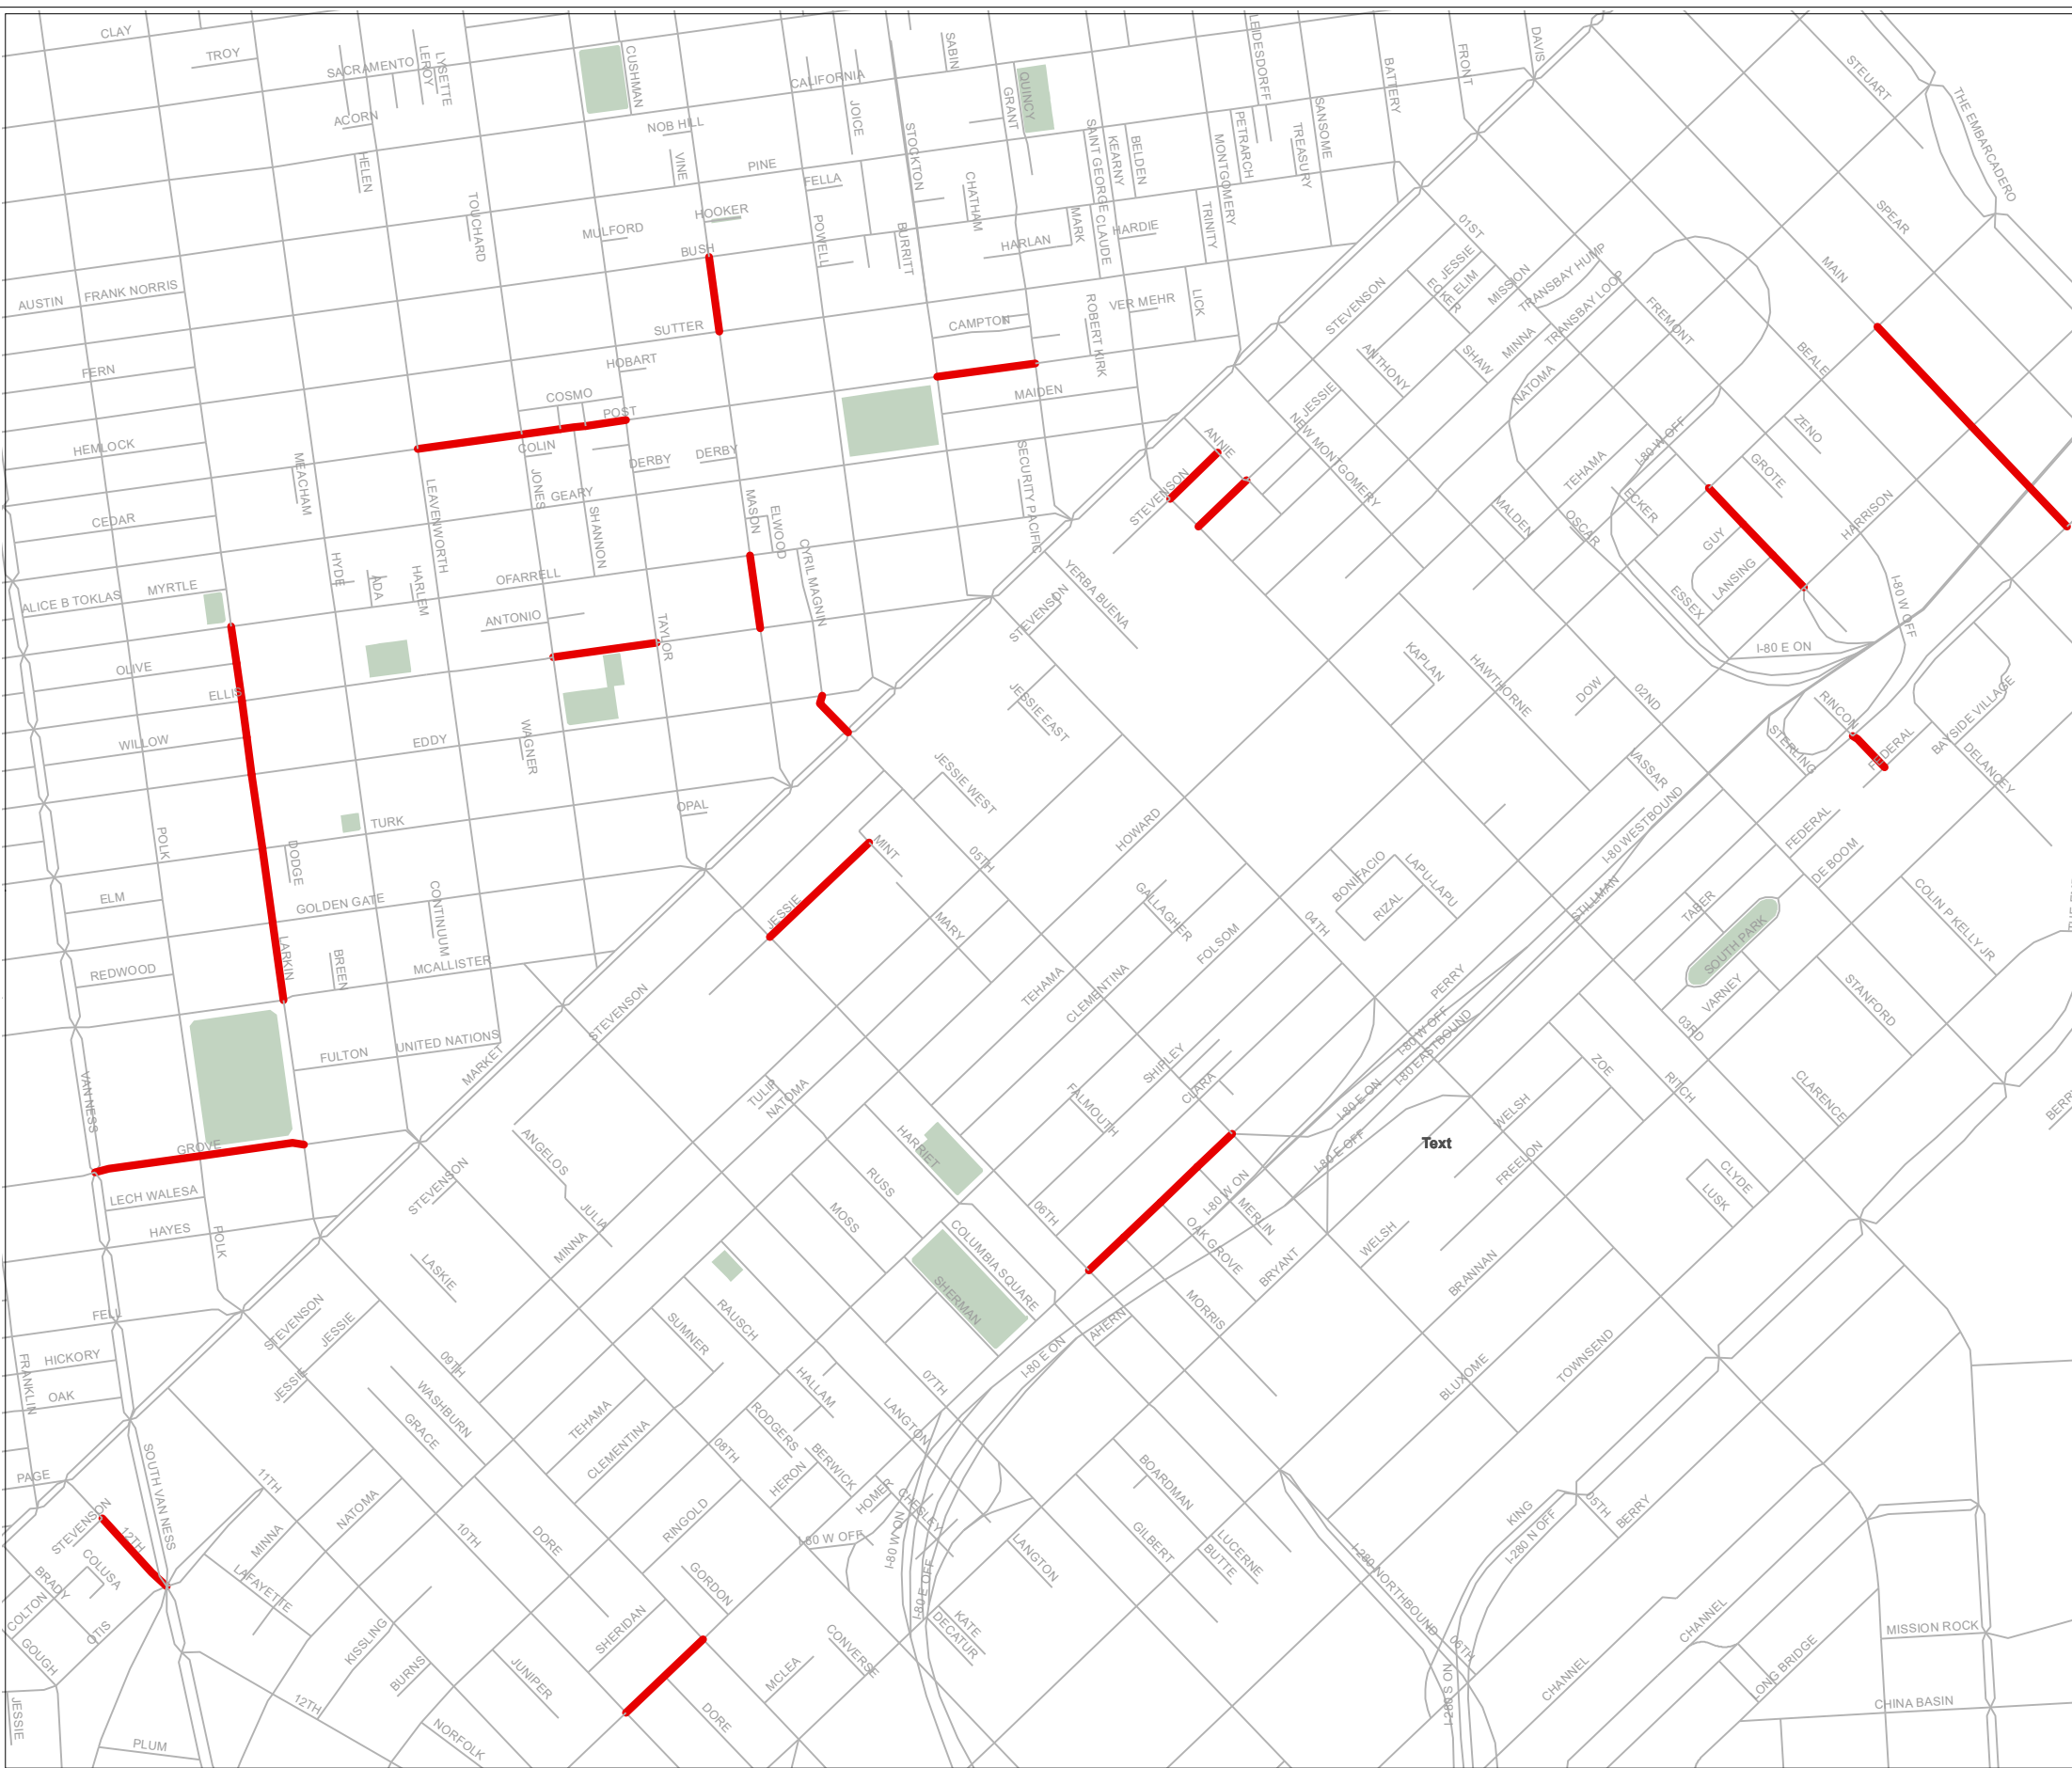 CLAY
TROY
SACRAMENTO
LEROY
LYSETTE
CUSHMAN
CALIFORNIA
SABIN
GRANT
QUINCY
LEIDESDORFF
BATTERY
FRONT
DAVIS
STEUART
THE EMBARCADERO
ACORN
HELEN
NOB HILL
VINE
PINE
JOICE
STOCKTON
FELLA
SAINT GEORGE
KEARNY
BELDEN
MONTGOMERY
PETRARCH
TREASURY
SANSOME
TOUCHARD
MULFORD
HOOKER
BUSH
POWELL
BURRITT
CHATHAM
HARLAN
MARK
CLAUDE
HARDIE
TRINITY
01ST
SPEAR
MAIN
AUSTIN
FRANK NORRIS
SUTTER
CAMPTON
ROBERT KIRK
VER MEHR
LICK
STEVENSON
JESSIE
ECKER
ELIM
MISSION
TRANSBAY HUMP
TRANSBAY LOOP
FREMONT
BEALE
FERN
HOBART
COSMO
POST
MAIDEN
ANTHONY
SHAW
MINNA
NATOMA
JESSIE
HEMLOCK
COLIN
DERBY
DERBY
SECURITY PACIFIC
ANNIE
STEVENSON
NEW MONTGOMERY
I-80 W OFF
TEHAMA
ZENO
GROTE
CEDAR
MEACHAM
LEAVENWORTH
JONES
GEARY
SHANNON
MASON
ELWOOD
CYRIL MAGNIN
MALDEN
OSCAR
ECKER
GUY
HARRISON
ALICE B TOKLAS
MYRTLE
HYDE
ADA
HARLEM
OFARRELL
ANTONIO
TAYLOR
STEVENSON
YERBA BUENA
ESSEX
LANSING
I-80 W OFF
I-80 E ON
OLIVE
ELLIS
WILLOW
EDDY
WAGNER
JESSIE EAST
KAPLAN
HAWTHORNE
DOW
02ND
RINCON
STERLING
FEDERAL
BAYSIDE VILLAGE
DELANCEY
POLK
TURK
OPAL
JESSIE WEST
VASSAR
DODGE
MINT
05TH
HOWARD
I-80 WESTBOUND
FEDERAL
DE BOOM
ELM
GOLDEN GATE
CONTINUUM
JESSIE
MARY
GALLAGHER
BONIFACIO
LAPU-LAPU
RIZAL
04TH
STILLMAN
TABER
SOUTH PARK
COLIN P KELLY JR
REDWOOD
LARKIN
BREEN
MCALLISTER
STEVENSON
TEHAMA
CLEMENTINA
FOLSOM
PERRY
VARNEY
STANFORD
VAN NESS
FULTON
UNITED NATIONS
MARKET
TULIP
NATOMA
SHIPLEY
CLARA
FALMOUTH
I-80 W OFF
I-80 EASTBOUND
I-80 E ON
03RD
ZOE
RITCH
CLARENCE
GROVE
LECH WALESA
HAYES
POLK
STEVENSON
ANGELOS
JULIA
MINNA
RUSS
MOSS
HARRIET
COLUMBIA SQUARE
SHERMAN
06TH
I-80 E OFF
I-80 W ON
Text
WELSH
FREELON
CLYDE
LUSK
MERLIN
OAK GROVE
BRYANT
WELSH
BRANNAN
LASKIE
STEVENSON
JESSIE
JESSIE
FELL
HICKORY
OAK
FRANKLIN
PAGE
SOUTH VAN NESS
SUMNER
RAUSCH
HALLAM
AHERN
MORRIS
I-80 E ON
09TH
WASHBURN
GRACE
TEHAMA
CLEMENTINA
08TH
RODGERS
BERWICK
HERON
LANGTON
07TH
BLUXOME
TOWNSEND
11TH
MINNA
NATOMA
LAFAYETTE
STEVENSON
12TH
COLUSA
BRADY
COLTON
GOUGH
OTIS
JESSIE
PLUM
10TH
DORE
RINGOLD
GORDON
SHERIDAN
HOMER
CHESLEY
I-80 W OFF
I-80 W ON
I-80 E OFF
LANGTON
BOARDMAN
GILBERT
LUCERNE
BUTTE
KING
I-280 N OFF
05TH
BERRY
I-280 NORTHBOUND
06TH
KISSLING
BURNS
12TH
JUNIPER
NORFOLK
MCLEA
CONVERSE
KATE
DECATUR
DORE
I-280 S ON
CHANNEL
CHANNEL
LONG BRIDGE
MISSION ROCK
CHINA BASIN